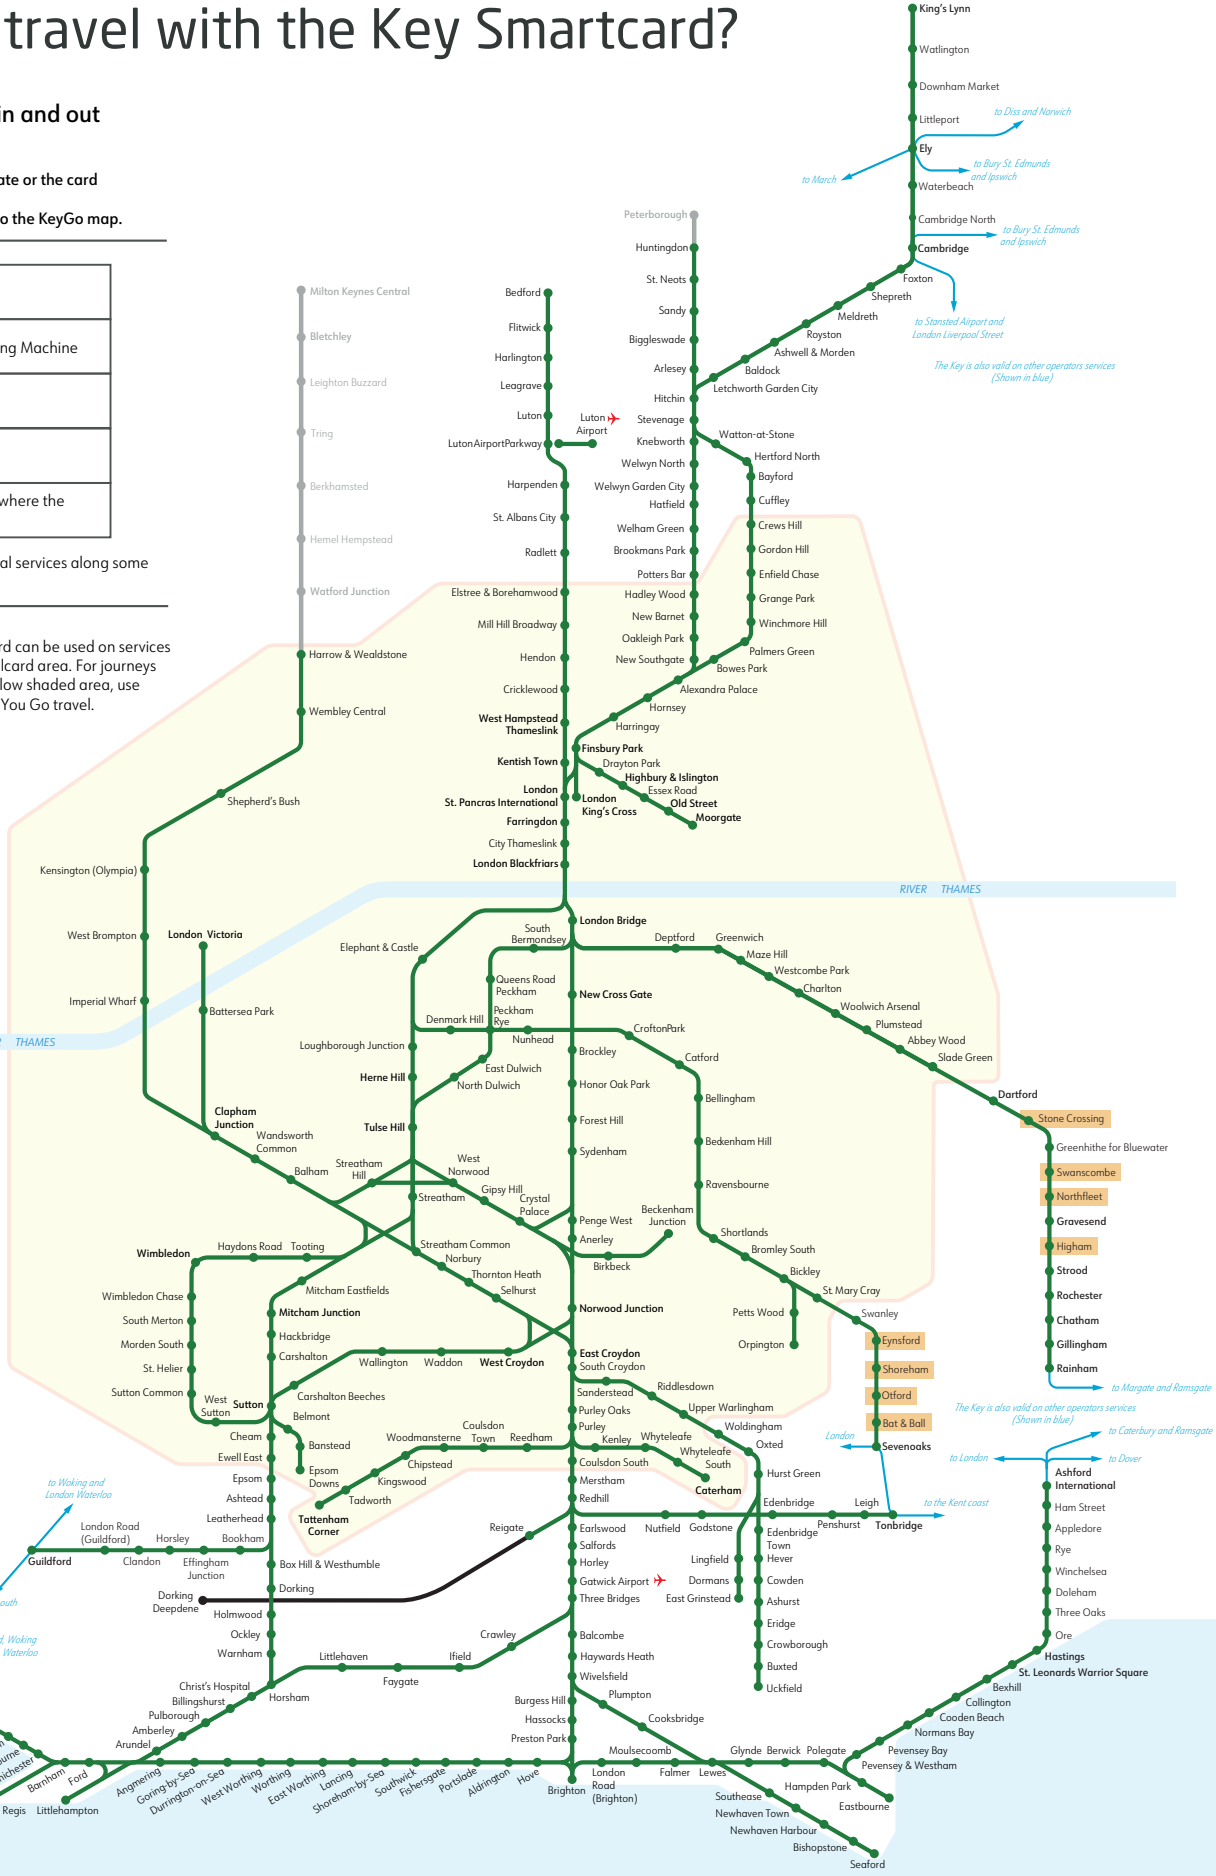 travel with the Key Smartcard?
in and out
ate or the card
o the KeyGo map.
ng Machine
where the
al services along some
rd can be used on services
lcard area. For journeys
low shaded area, use
You Go travel.
King's Lynn
Watlington
Downham Market
Littleport
to Diss and Norwich
Ely
to March
to Bury St. Edmunds
and Ipswich
Waterbeach
Cambridge North
to Bury St. Edmunds
and Ipswich
Cambridge
Foxton
Shepreth
Meldreth
Royston
Ashwell & Morden
Baldock
Letchworth Garden City
to Stansted Airport and
London Liverpool Street
The Key is also valid on other operators services
(Shown in blue)
Peterborough
Huntingdon
St. Neots
Sandy
Biggleswade
Arlesey
Hitchin
Stevenage
Knebworth
Welwyn North
Welwyn Garden City
Hatfield
Welham Green
Brookmans Park
Potters Bar
Hadley Wood
New Barnet
Oakleigh Park
New Southgate
Watton-at-Stone
Hertford North
Bayford
Cuffley
Crews Hill
Gordon Hill
Enfield Chase
Grange Park
Winchmore Hill
Palmers Green
Bowes Park
Alexandra Palace
Hornsey
Harringay
Finsbury Park
Drayton Park
Highbury & Islington
Essex Road
Old Street
Moorgate
London
King's Cross
Bedford
Flitwick
Harlington
Leagrave
Luton
Luton
Airport
LutonAirportParkway
Harpenden
St. Albans City
Radlett
Elstree & Borehamwood
Mill Hill Broadway
Hendon
Cricklewood
West Hampstead
Thameslink
Kentish Town
London
St. Pancras International
Farringdon
City Thameslink
London Blackfriars
Milton Keynes Central
Bletchley
Leighton Buzzard
Tring
Berkhamsted
Hemel Hempstead
Watford Junction
Harrow & Wealdstone
Wembley Central
Shepherd's Bush
Kensington (Olympia)
West Brompton
Imperial Wharf
London Victoria
Battersea Park
RIVER THAMES
THAMES
Clapham
Junction
Wandsworth
Common
Balham
London Bridge
South
Bermondsey
Elephant & Castle
Queens Road
Peckham
Peckham
Rye
Denmark Hill
Nunhead
Loughborough Junction
East Dulwich
North Dulwich
Herne Hill
Tulse Hill
Streatham
Hill
West
Norwood
Gipsy Hill
Crystal
Palace
Streatham
Streatham Common
Norbury
Thornton Heath
Selhurst
New Cross Gate
Brockley
Honor Oak Park
Forest Hill
Sydenham
Penge West
Anerley
Birkbeck
Beckenham
Junction
Norwood Junction
East Croydon
South Croydon
Deptford
Greenwich
Maze Hill
Westcombe Park
Charlton
Woolwich Arsenal
Plumstead
Abbey Wood
Slade Green
Dartford
Stone Crossing
Greenhithe for Bluewater
Swanscombe
Northfleet
Gravesend
Higham
Strood
Rochester
Chatham
Gillingham
Rainham
to Margate and Ramsgate
The Key is also valid on other operators services
(Shown in blue)
CroftonPark
Catford
Bellingham
Beckenham Hill
Ravensbourne
Shortlands
Bromley South
Bickley
St. Mary Cray
Swanley
Petts Wood
Orpington
Eynsford
Shoreham
Otford
Bat & Ball
Sevenoaks
London
Wimbledon
Haydons Road
Tooting
Wimbledon Chase
South Merton
Morden South
St. Helier
Sutton Common
West
Sutton
Sutton
Mitcham Eastfields
Mitcham Junction
Hackbridge
Carshalton
Carshalton Beeches
Wallington
Waddon
West Croydon
Belmont
Banstead
Epsom
Downs
Cheam
Ewell East
Epsom
Ashtead
Leatherhead
Bookham
Effingham
Junction
Horsley
Clandon
London Road
(Guildford)
Guildford
to Woking and
London Waterloo
outh
d, Woking
Waterloo
Box Hill & Westhumble
Dorking
Dorking
Deepdene
Holmwood
Ockley
Warnham
Horsham
Christ's Hospital
Billingshurst
Pulborough
Amberley
Arundel
Littlehaven
Faygate
Ifield
Crawley
Sanderstead
Riddlesdown
Upper Warlingham
Woldingham
Oxted
Hurst Green
Purley Oaks
Purley
Kenley
Whyteleafe
Whyteleafe
South
Caterham
Reedham
Coulsdon
Town
Woodmansterne
Chipstead
Kingswood
Tadworth
Tattenham
Corner
Coulsdon South
Merstham
Redhill
Reigate
Nutfield
Godstone
Edenbridge
Penshurst
Leigh
Tonbridge
to the Kent coast
Edenbridge
Town
Hever
Cowden
Ashurst
Eridge
Crowborough
Buxted
Uckfield
Lingfield
Dormans
East Grinstead
Earlswood
Salfords
Horley
Gatwick Airport
Three Bridges
Balcombe
Haywards Heath
Wivelsfield
Burgess Hill
Hassocks
Preston Park
Plumpton
Cooksbridge
Brighton
London
Road
(Brighton)
Moulsecoomb
Falmer
Lewes
Glynde
Berwick
Polegate
Hampden Park
Eastbourne
Pevensey & Westham
Pevensey Bay
Normans Bay
Cooden Beach
Collington
Bexhill
St. Leonards Warrior Square
Hastings
Ore
Three Oaks
Doleham
Winchelsea
Rye
Appledore
Ham Street
Ashford
International
to London
to Caterbury and Ramsgate
to Dover
Southease
Newhaven Town
Newhaven Harbour
Bishopstone
Seaford
Barnham
Ford
Littlehampton
Regis
Angmering
Goring-by-Sea
Durrington-on-Sea
West Worthing
Worthing
East Worthing
Lancing
Shoreham-by-Sea
Southwick
Fishersgate
Portslade
Aldrington
Hove